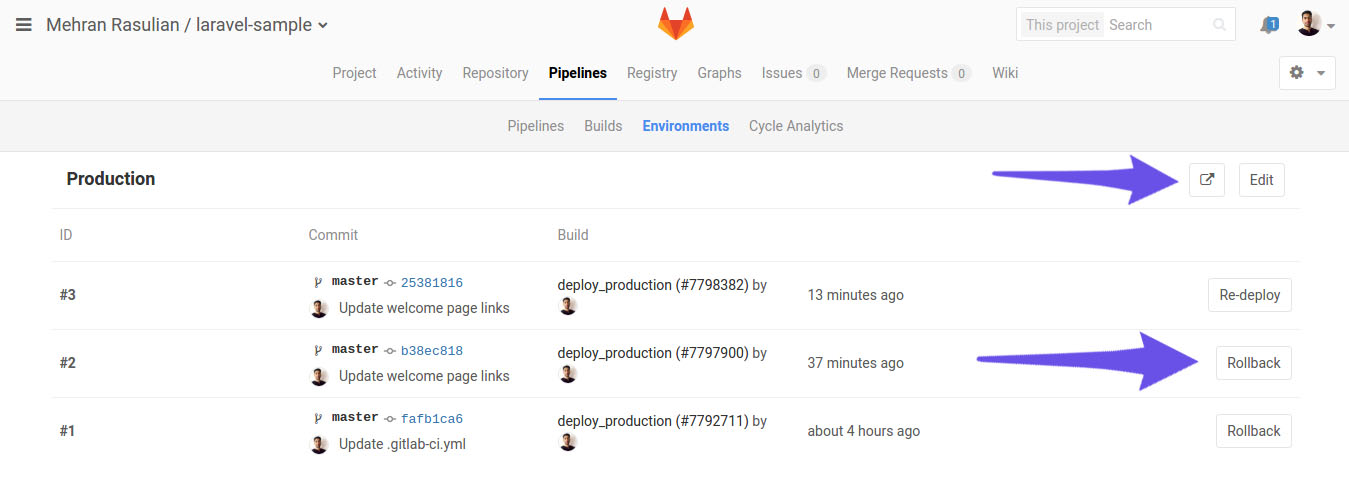 Mehran Rasulian / laravel-sample
This project Search
1
Project Activity Repository Pipelines Registry Graphs Issues 0 Merge Requests 0 Wiki
Pipelines Builds Environments Cycle Analytics
Production Edit
ID Commit Build
#3 master 25381816 Update welcome page links deploy_production (#7798382) by 13 minutes ago Re-deploy
#2 master b38ec818 Update welcome page links deploy_production (#7797900) by 37 minutes ago Rollback
#1 master fafb1ca6 Update .gitlab-ci.yml deploy_production (#7792711) by about 4 hours ago Rollback